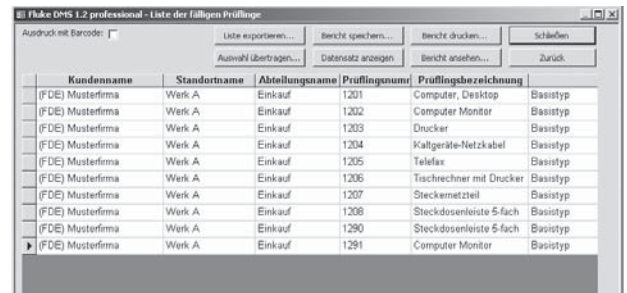 Fluke DMS 1.2 professional - Liste der fälligen Prüflinge
Ausdruck mit Barcode:
Liste exportieren... Bericht speichern... Bericht drucken... Schließen
Auswahl übertragen... Datensatz anzeigen Bericht ansehen... Zurück
Kundenname Standortname Abteilungsname Prüflingsnumr Prüflingsbezeichnung
(FDE) Musterfirma Werk A Einkauf 1201 Computer, Desktop Basistyp
(FDE) Musterfirma Werk A Einkauf 1202 Computer Monitor Basistyp
(FDE) Musterfirma Werk A Einkauf 1203 Drucker Basistyp
(FDE) Musterfirma Werk A Einkauf 1204 Kaltgeräte-Netzkabel Basistyp
(FDE) Musterfirma Werk A Einkauf 1205 Telefax Basistyp
(FDE) Musterfirma Werk A Einkauf 1206 Tischrechner mit Drucker Basistyp
(FDE) Musterfirma Werk A Einkauf 1207 Steckernetzteil Basistyp
(FDE) Musterfirma Werk A Einkauf 1208 Steckdosenleiste 5-fach Basistyp
(FDE) Musterfirma Werk A Einkauf 1290 Steckdosenleiste 5-fach Basistyp
(FDE) Musterfirma Werk A Einkauf 1291 Computer Monitor Basistyp